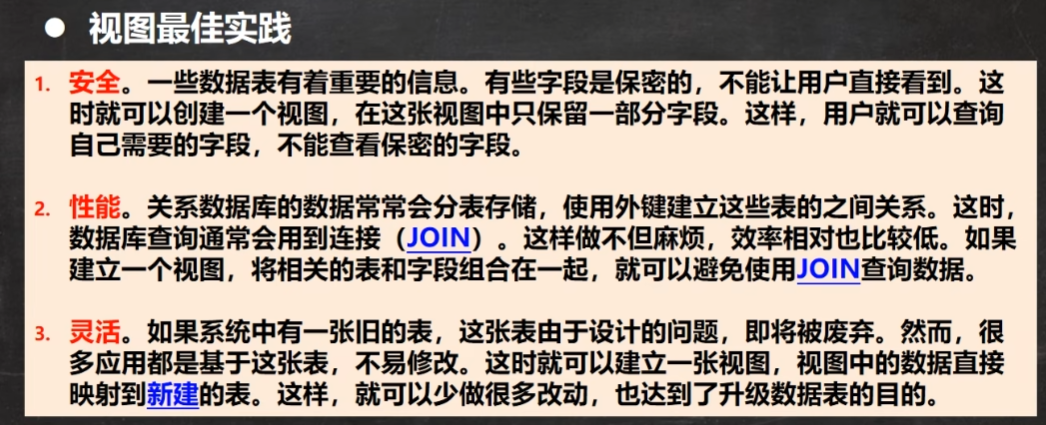 ● 视图最佳实践
1. 安全。一些数据表有着重要的信息。有些字段是保密的，不能让用户直接看到。这
时就可以创建一个视图，在这张视图中只保留一部分字段。这样，用户就可以查询
自己需要的字段，不能查看保密的字段。
2. 性能。关系数据库的数据常常会分表存储，使用外键建立这些表的之间关系。这时，
数据库查询通常会用到连接（JOIN）。这样做不但麻烦，效率相对也比较低。如果
建立一个视图，将相关的表和字段组合在一起，就可以避免使用JOIN查询数据。
3. 灵活。如果系统中有一张旧的表，这张表由于设计的问题，即将被废弃。然而，很
多应用都是基于这张表，不易修改。这时就可以建立一张视图，视图中的数据直接
映射到新建的表。这样，就可以少做很多改动，也达到了升级数据表的目的。